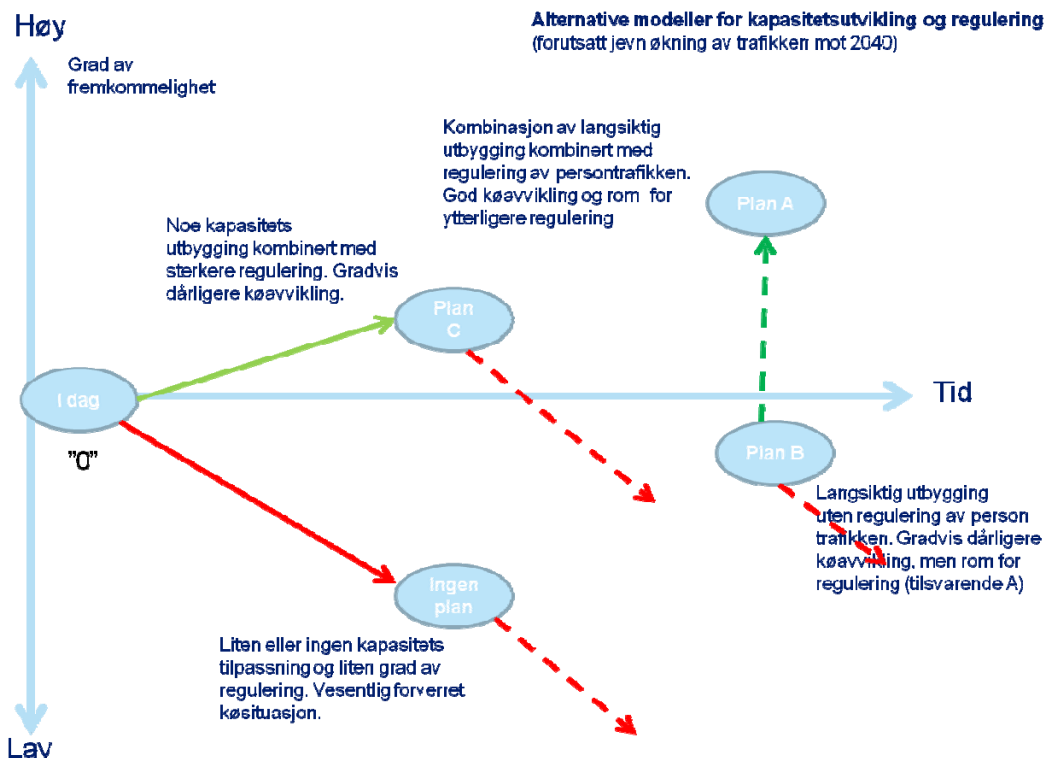 Høy
Alternative modeller for kapasitetsutvikling og regulering
(forutsatt jevn økning av trafikken mot 2040)
Grad av
fremkommelighet
Kombinasjon av langsiktig
utbygging kombinert med
regulering av persontrafikken.
God køavvikling og rom for
ytterligere regulering
Plan A
Noe kapasitets
utbygging kombinert med
sterkere regulering. Gradvis
dårligere køavvikling.
Plan
C
I dag
"0"
Tid
Plan B
Langsiktig utbygging
uten regulering av person
trafikken. Gradvis dårligere
køavvikling, men rom for
regulering (tilsvarende A)
Ingen
plan
Liten eller ingen kapasitets
tilpassning og liten grad av
regulering. Vesentlig forverret
køsituasjon.
Lav